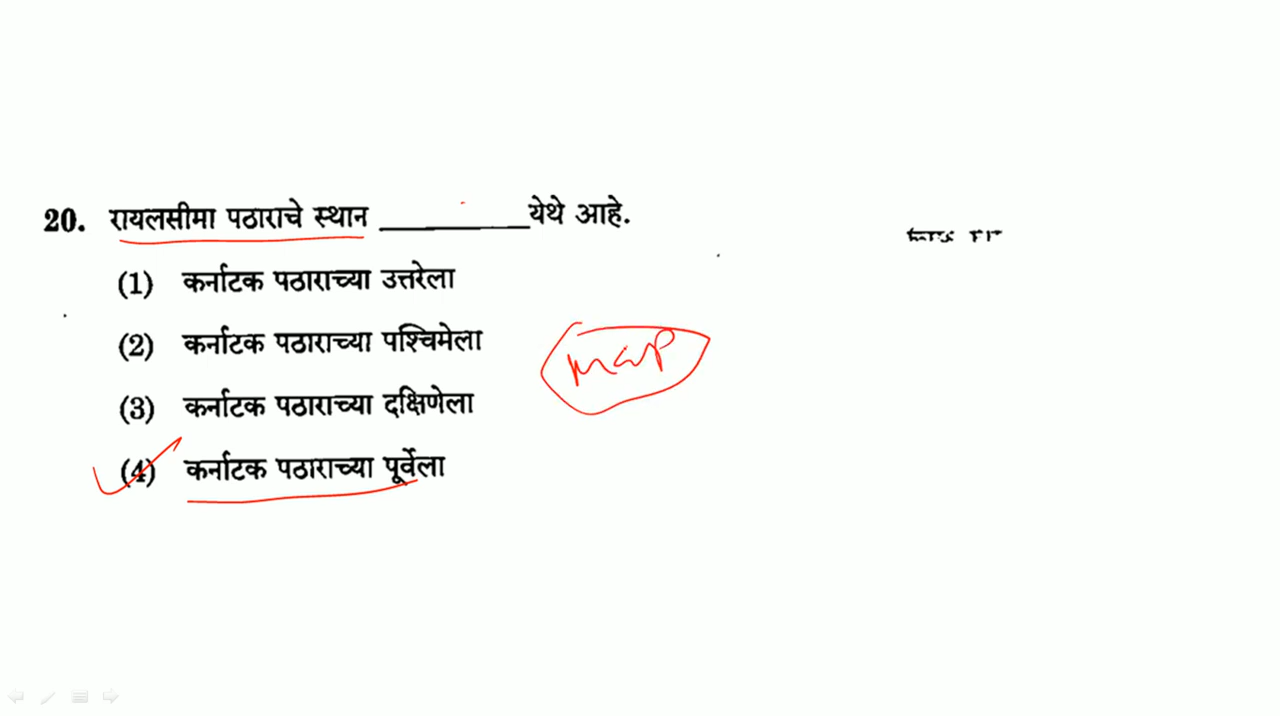 20. रायलसीमा पठाराचे स्थान __________ येथे आहे.
(1) कर्नाटक पठाराच्या उत्तरेला
(2) कर्नाटक पठाराच्या पश्चिमेला
map
(3) कर्नाटक पठाराच्या दक्षिणेला
(4) कर्नाटक पठाराच्या पूर्वेला